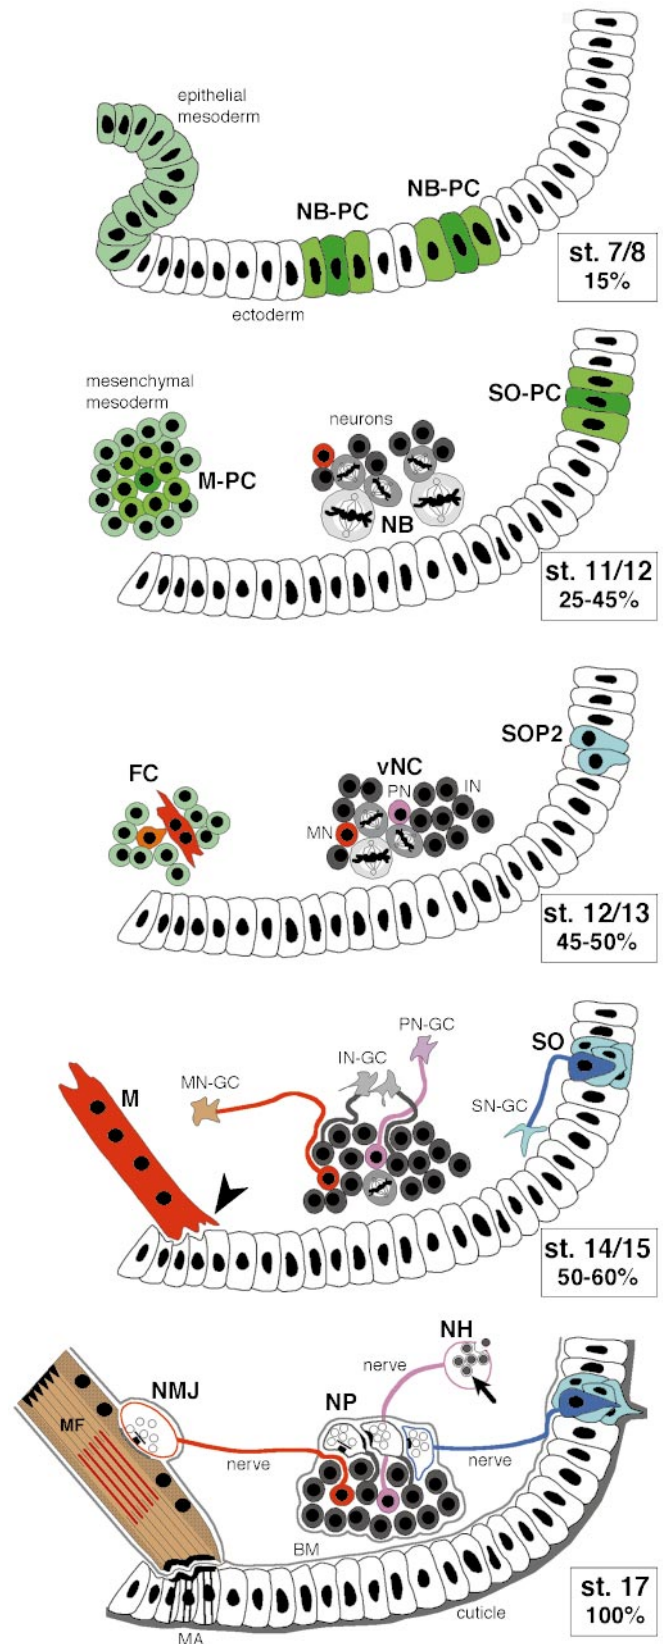 epithelial
mesoderm
NB-PC
NB-PC
st. 7/8
15%
ectoderm
mesenchymal
mesoderm
SO-PC
neurons
M-PC
NB
st. 11/12
25-45%
SOP2
FC
vNC
PN
IN
MN
st. 12/13
45-50%
PN-GC
SO
IN-GC
MN-GC
M
SN-GC
st. 14/15
50-60%
NH
nerve
NMJ
NP
MF
nerve
nerve
BM
st. 17
100%
cuticle
MA